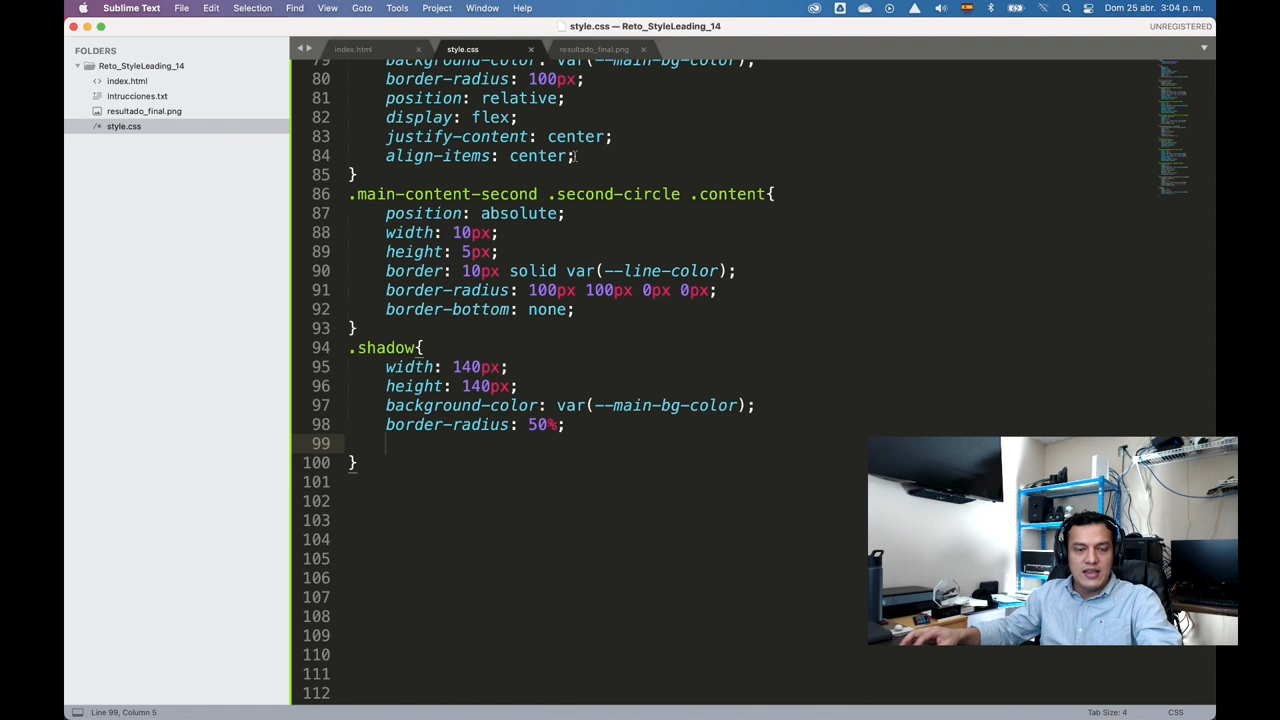 Sublime Text File Edit Selection Find View Goto Tools Project Window Help Dom 25 abr. 3:04 p. m.
style.css — Reto_StyleLeading_14 UNREGISTERED
FOLDERS
Reto_StyleLeading_14
<> index.html
Intrucciones.txt
resultado_final.png
/* style.css
index.html × style.css × resultado_final.png ×
79 background-color: var(--main-bg-color);
80 border-radius: 100px;
81 position: relative;
82 display: flex;
83 justify-content: center;
84 align-items: center;
85 }
86 .main-content-second .second-circle .content{
87 position: absolute;
88 width: 10px;
89 height: 5px;
90 border: 10px solid var(--line-color);
91 border-radius: 100px 100px 0px 0px;
92 border-bottom: none;
93 }
94 .shadow{
95 width: 140px;
96 height: 140px;
97 background-color: var(--main-bg-color);
98 border-radius: 50%;
99
100 }
101
102
103
104
105
106
107
108
109
110
111
112
Line 99, Column 5 Tab Size: 4 CSS